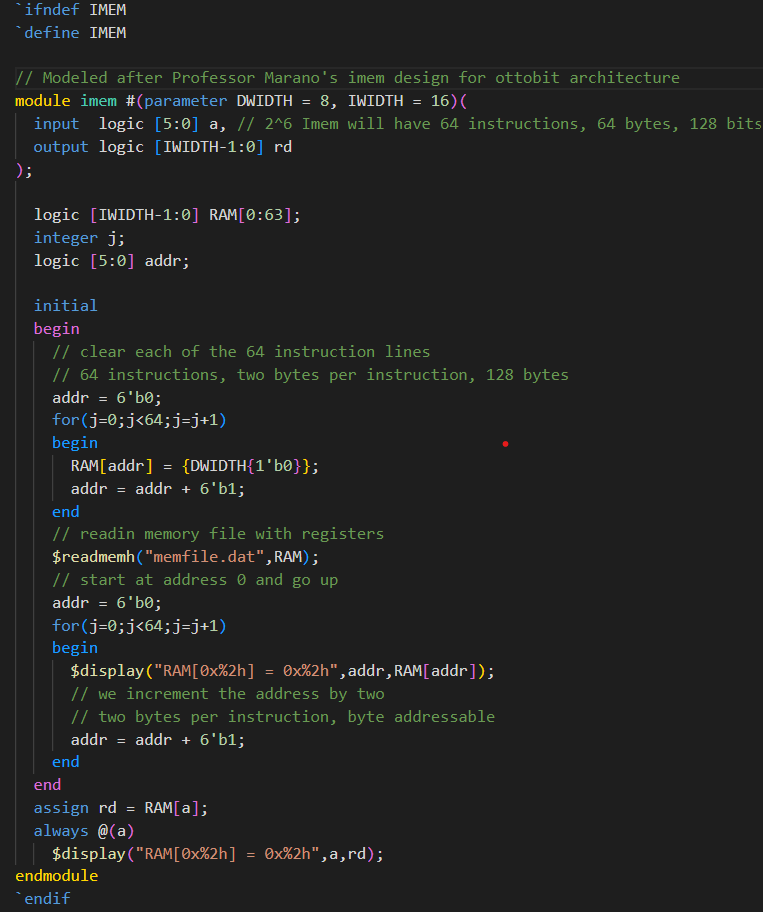 `ifndef IMEM
`define IMEM

// Modeled after Professor Marano's imem design for ottobit architecture
module imem #(parameter DWIDTH = 8, IWIDTH = 16)(
  input  logic [5:0] a, // 2^6 Imem will have 64 instructions, 64 bytes, 128 bits
  output logic [IWIDTH-1:0] rd
);

  logic [IWIDTH-1:0] RAM[0:63];
  integer j;
  logic [5:0] addr;

  initial
  begin
    // clear each of the 64 instruction lines
    // 64 instructions, two bytes per instruction, 128 bytes
    addr = 6'b0;
    for(j=0;j<64;j=j+1)
    begin
      RAM[addr] = {DWIDTH{1'b0}};
      addr = addr + 6'b1;
    end
    // readin memory file with registers
    $readmemh("memfile.dat",RAM);
    // start at address 0 and go up
    addr = 6'b0;
    for(j=0;j<64;j=j+1)
    begin
      $display("RAM[0x%2h] = 0x%2h",addr,RAM[addr]);
      // we increment the address by two
      // two bytes per instruction, byte addressable
      addr = addr + 6'b1;
    end
  end
  assign rd = RAM[a];
  always @(a)
    $display("RAM[0x%2h] = 0x%2h",a,rd);
endmodule
`endif